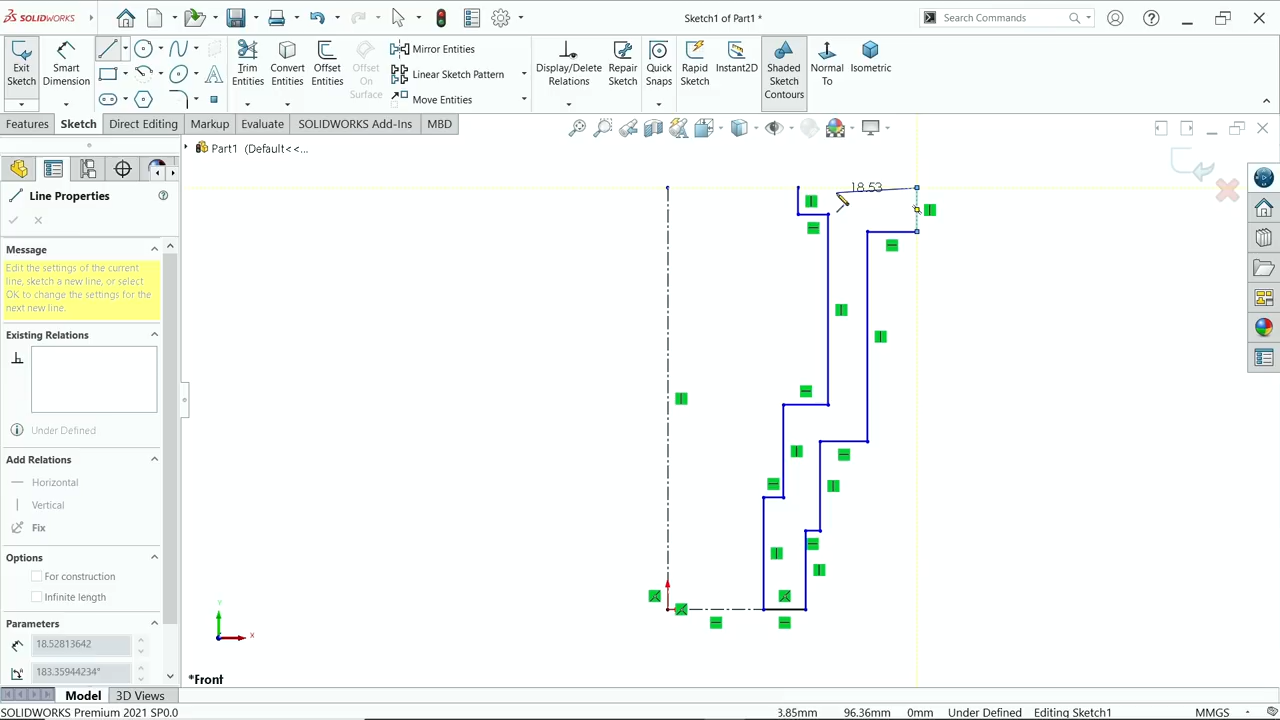 SOLIDWORKS
Sketch1 of Part1 *
Search Commands
Exit Sketch
Smart Dimension
Trim Entities
Convert Entities
Offset Entities
Offset On Surface
Mirror Entities
Linear Sketch Pattern
Move Entities
Display/Delete Relations
Repair Sketch
Quick Snaps
Rapid Sketch
Instant2D
Shaded Sketch Contours
Normal To
Isometric
Features
Sketch
Direct Editing
Markup
Evaluate
SOLIDWORKS Add-Ins
MBD
Part1 (Default<<...
Line Properties
Message
Edit the settings of the current
line, sketch a new line, or select
OK to change the settings for the
next new line.
Existing Relations
Under Defined
Add Relations
Horizontal
Vertical
Fix
Options
For construction
Infinite length
Parameters
18.52813642
183.35944234°
18.53
Y
X
*Front
Model
3D Views
SOLIDWORKS Premium 2021 SP0.0
3.85mm
96.36mm
0mm
Under Defined
Editing Sketch1
MMGS